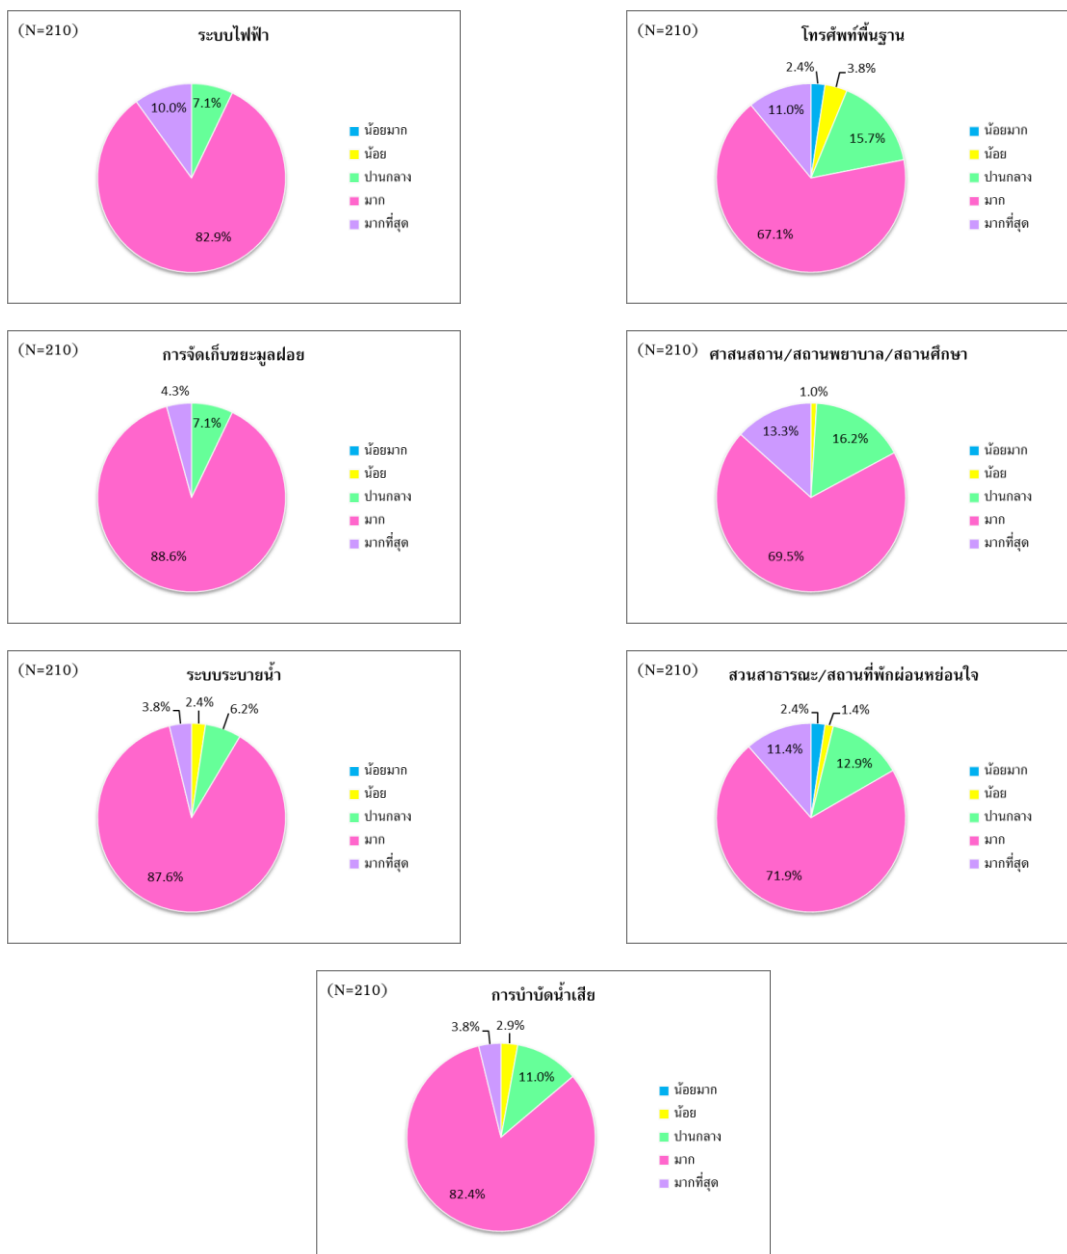 (N=210)
ระบบไฟฟ้า
10.0%
7.1%
82.9%
น้อยมาก
น้อย
ปานกลาง
มาก
มากที่สุด
(N=210)
โทรศัพท์พื้นฐาน
2.4%
3.8%
11.0%
15.7%
67.1%
น้อยมาก
น้อย
ปานกลาง
มาก
มากที่สุด
(N=210)
การจัดเก็บขยะมูลฝอย
4.3%
7.1%
88.6%
น้อยมาก
น้อย
ปานกลาง
มาก
มากที่สุด
(N=210)
ศาสนสถาน/สถานพยาบาล/สถานศึกษา
1.0%
13.3%
16.2%
69.5%
น้อยมาก
น้อย
ปานกลาง
มาก
มากที่สุด
(N=210)
ระบบระบายน้ำ
3.8%
2.4%
6.2%
87.6%
น้อยมาก
น้อย
ปานกลาง
มาก
มากที่สุด
(N=210)
สวนสาธารณะ/สถานที่พักผ่อนหย่อนใจ
2.4%
1.4%
11.4%
12.9%
71.9%
น้อยมาก
น้อย
ปานกลาง
มาก
มากที่สุด
(N=210)
การบำบัดน้ำเสีย
3.8%
2.9%
11.0%
82.4%
น้อยมาก
น้อย
ปานกลาง
มาก
มากที่สุด